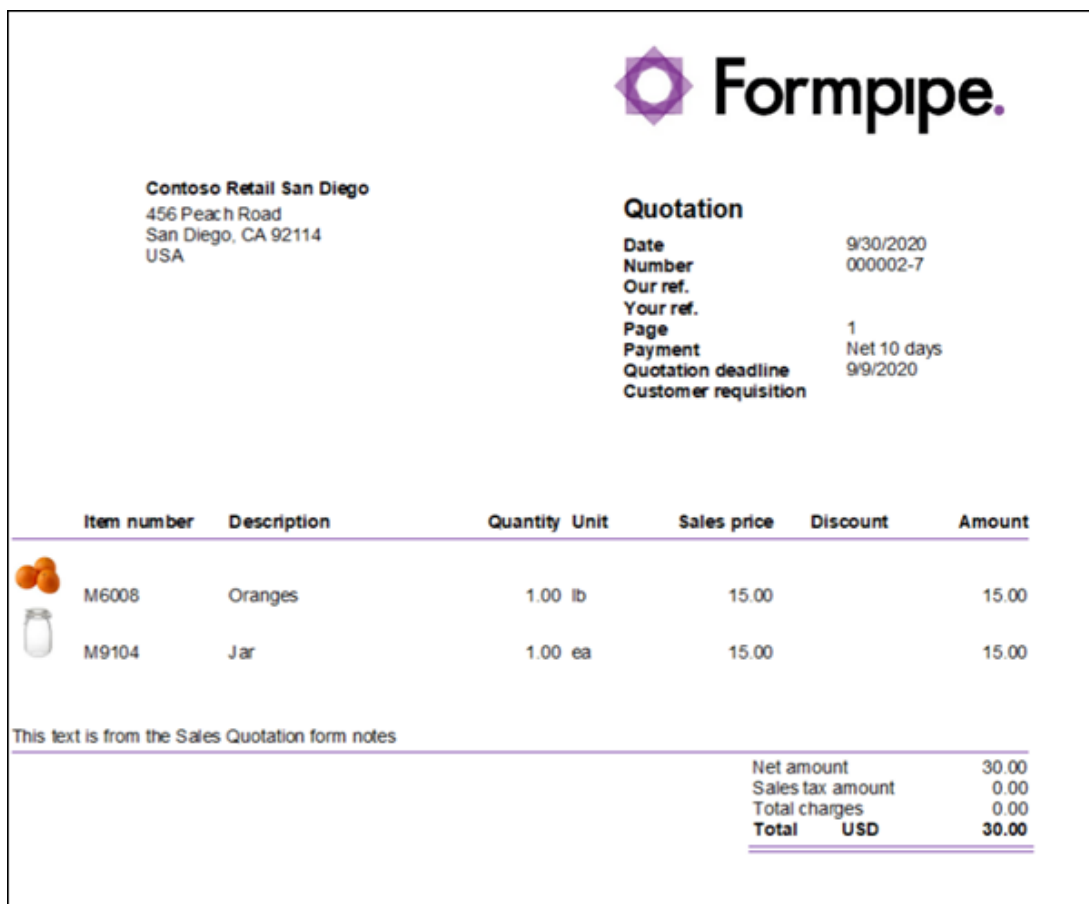 Formpipe.
Contoso Retail San Diego
456 Peach Road
San Diego, CA 92114
USA
Quotation
Date 9/30/2020
Number 000002-7
Our ref.
Your ref.
Page 1
Payment Net 10 days
Quotation deadline 9/9/2020
Customer requisition
Item number Description Quantity Unit Sales price Discount Amount
M6008 Oranges 1.00 lb 15.00 15.00
M9104 Jar 1.00 ea 15.00 15.00
This text is from the Sales Quotation form notes
Net amount 30.00
Sales tax amount 0.00
Total charges 0.00
Total USD 30.00